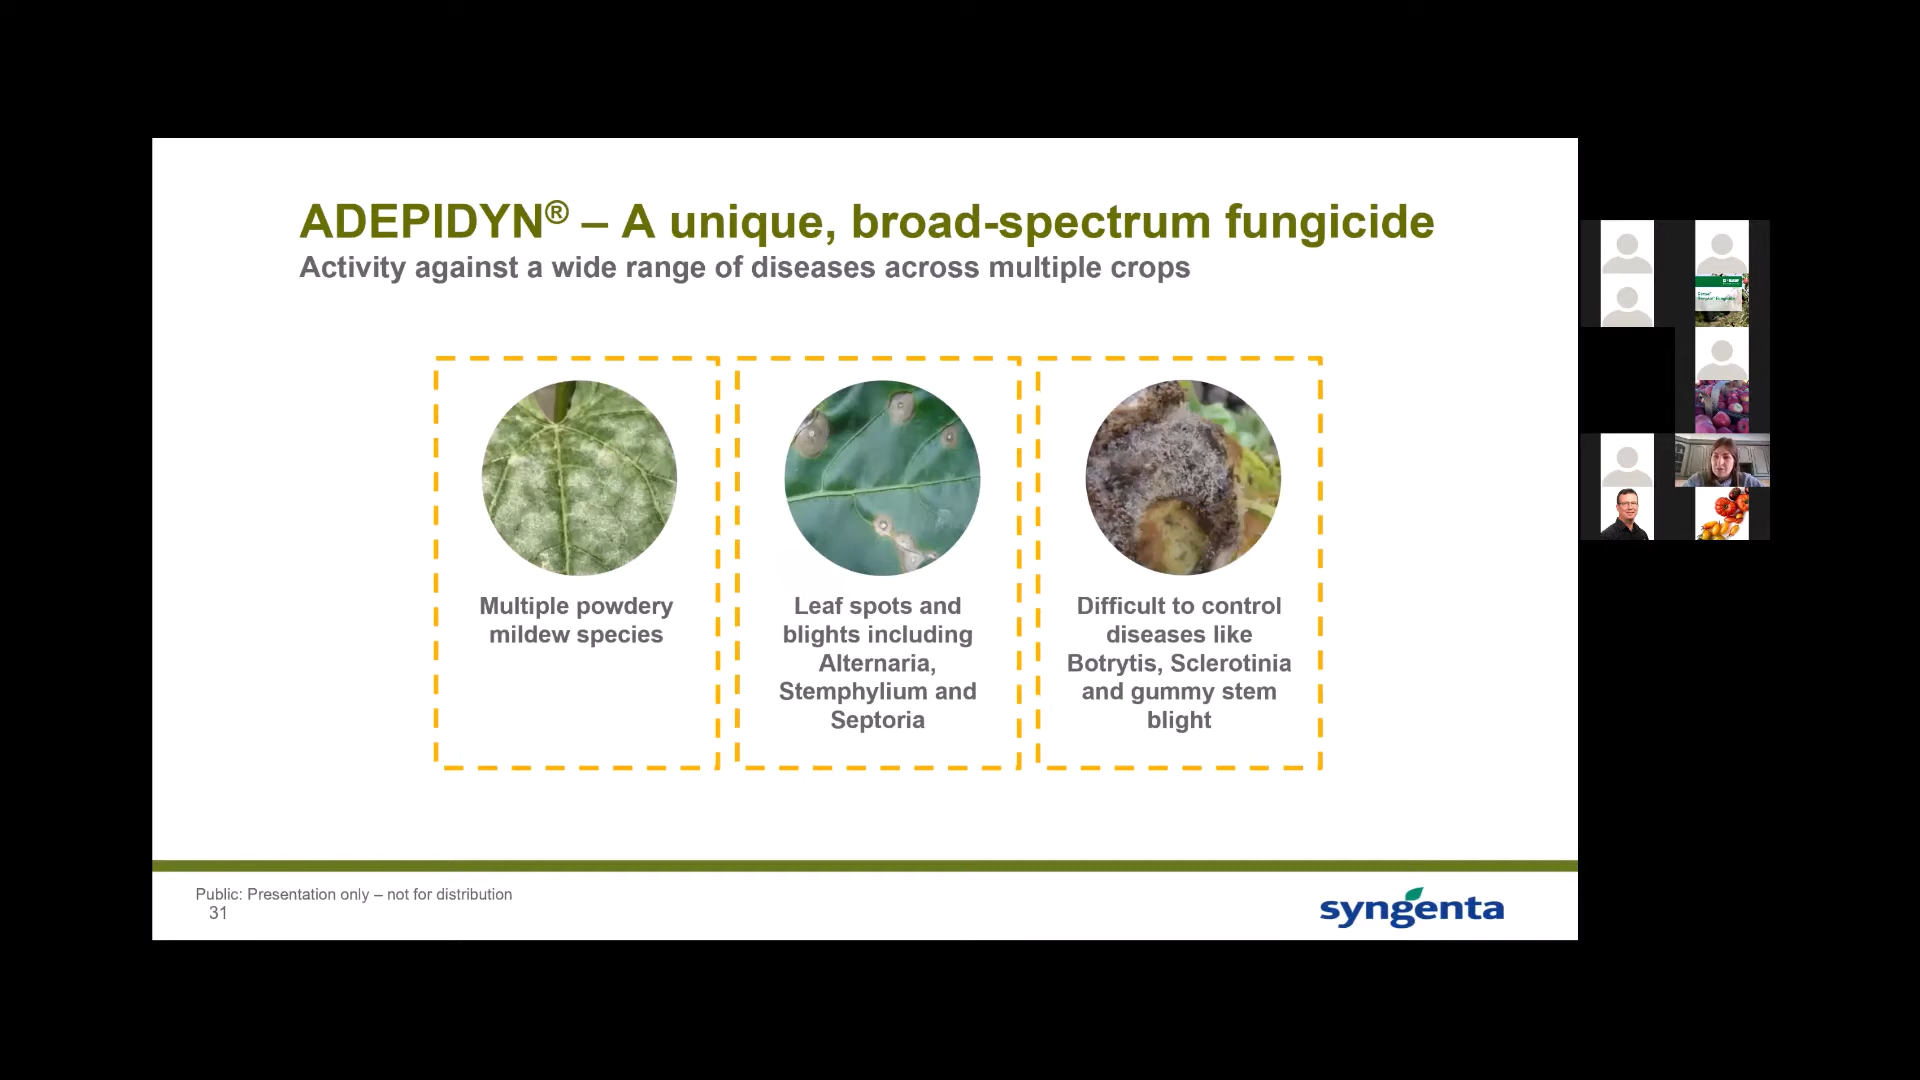 ADEPIDYN® – A unique, broad-spectrum fungicide
Activity against a wide range of diseases across multiple crops
Multiple powdery
mildew species
Leaf spots and
blights including
Alternaria,
Stemphylium and
Septoria
Difficult to control
diseases like
Botrytis, Sclerotinia
and gummy stem
blight
Public: Presentation only – not for distribution
31
syngenta